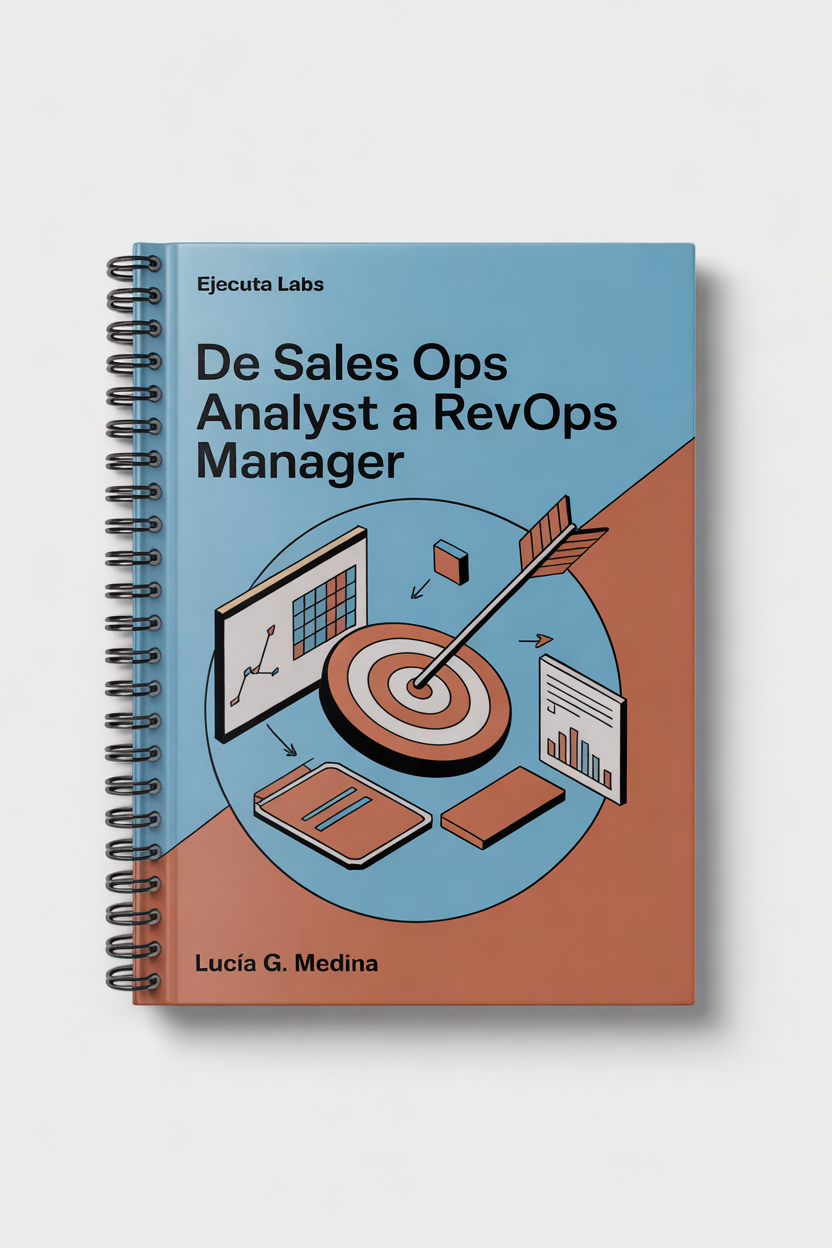 Ejecuta Labs
De Sales Ops
Analyst a RevOps
Manager
Lucía G. Medina